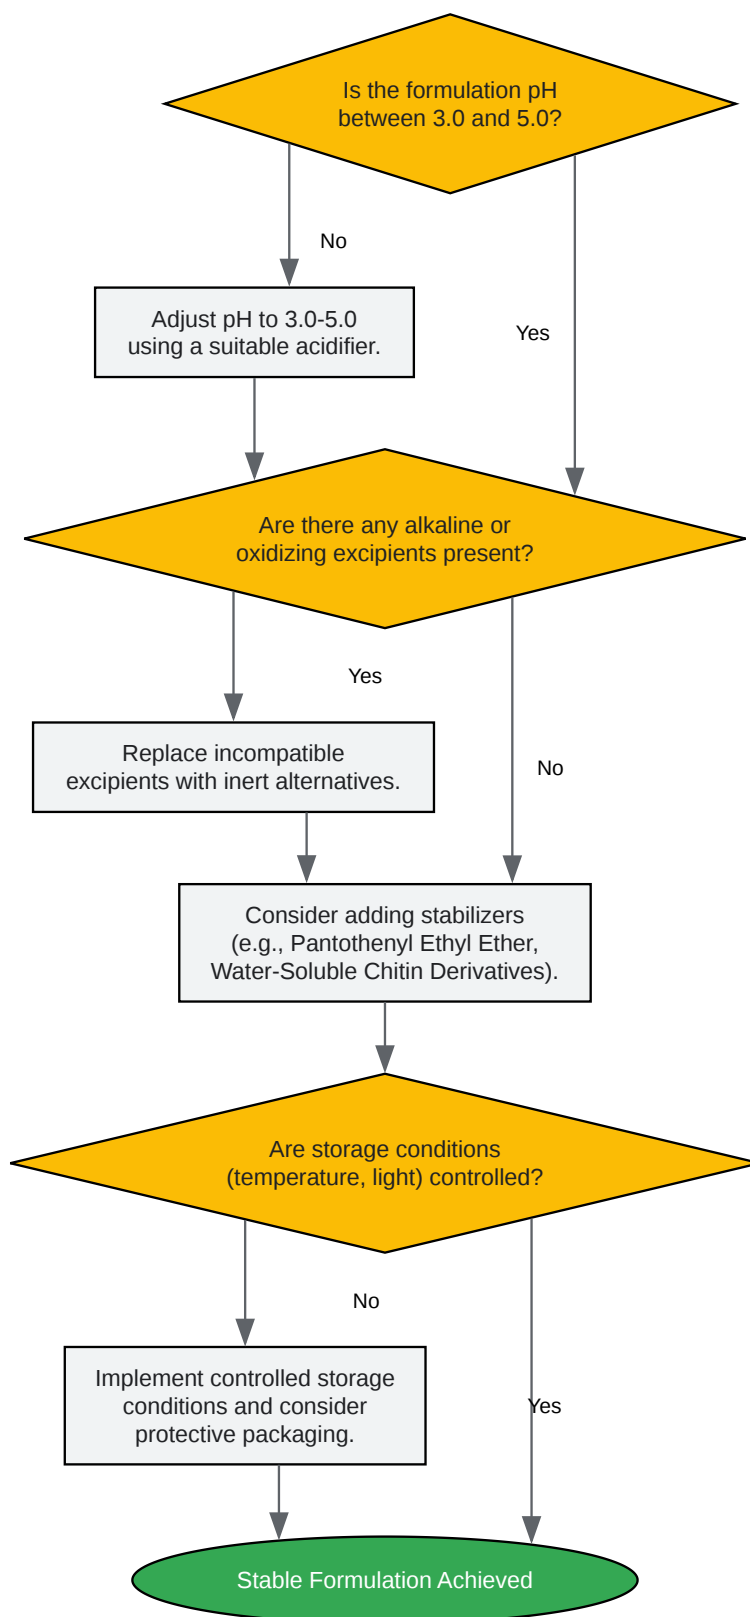 Is the formulation pH
between 3.0 and 5.0?
No
Adjust pH to 3.0-5.0
using a suitable acidifier.
Yes
Are there any alkaline or
oxidizing excipients present?
Yes
Replace incompatible
excipients with inert alternatives.
No
Consider adding stabilizers
(e.g., Pantothenyl Ethyl Ether,
Water-Soluble Chitin Derivatives).
Are storage conditions
(temperature, light) controlled?
No
Implement controlled storage
conditions and consider
protective packaging.
Yes
Stable Formulation Achieved